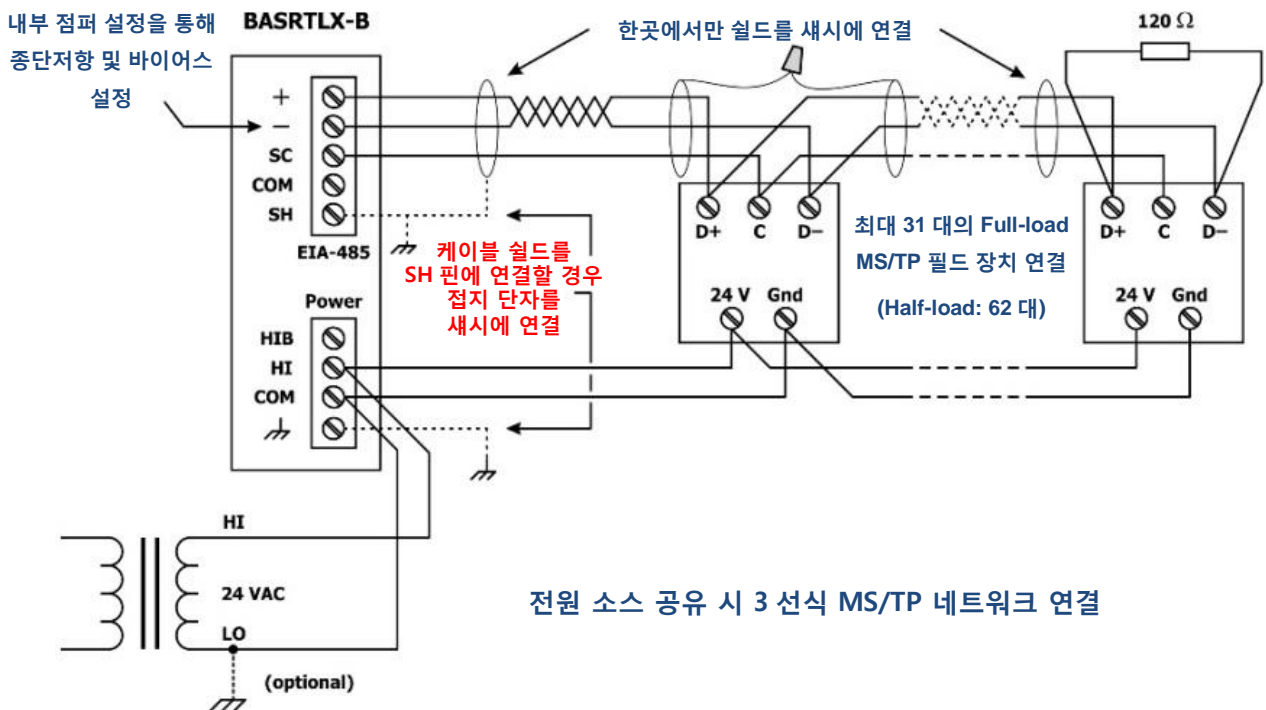 내부 점퍼 설정을 통해
종단저항 및 바이어스
설정
BASRTLX-B
한곳에서만 쉴드를 섀시에 연결
120 Ω
+
−
SC
COM
SH
EIA-485
케이블 쉴드를
SH 핀에 연결할 경우
접지 단자를
섀시에 연결
D+ C D−
최대 31 대의 Full-load
MS/TP 필드 장치 연결
(Half-load: 62 대)
D+ C D−
24 V Gnd
24 V Gnd
Power
HIB
HI
COM
HI
24 VAC
LO
(optional)
전원 소스 공유 시 3 선식 MS/TP 네트워크 연결